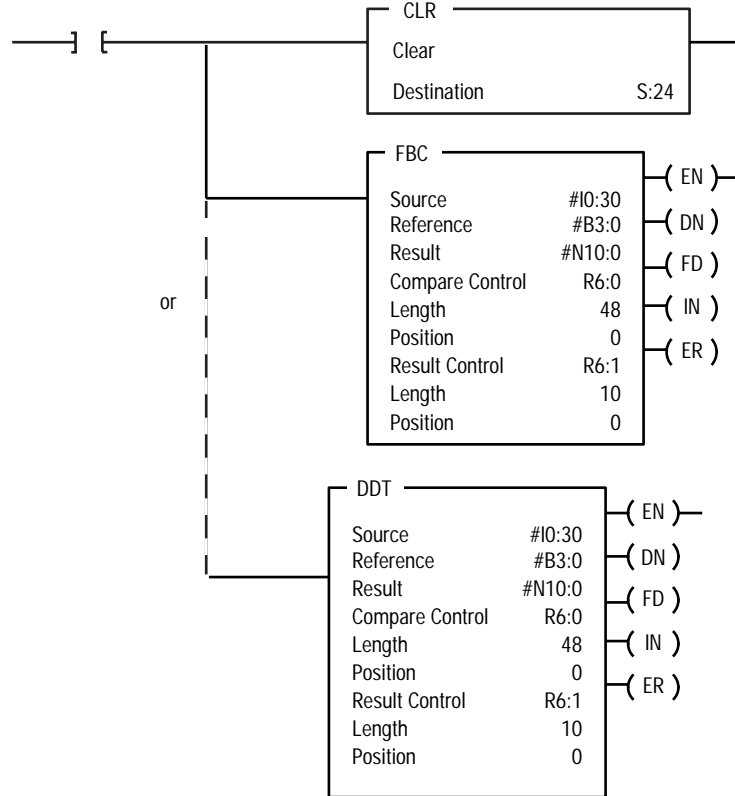 CLR
Clear
Destination S:24
FBC
Source #I0:30
Reference #B3:0
Result #N10:0
Compare Control R6:0
Length 48
Position 0
Result Control R6:1
Length 10
Position 0
EN
DN
FD
IN
ER
or
DDT
Source #I0:30
Reference #B3:0
Result #N10:0
Compare Control R6:0
Length 48
Position 0
Result Control R6:1
Length 10
Position 0
EN
DN
FD
IN
ER